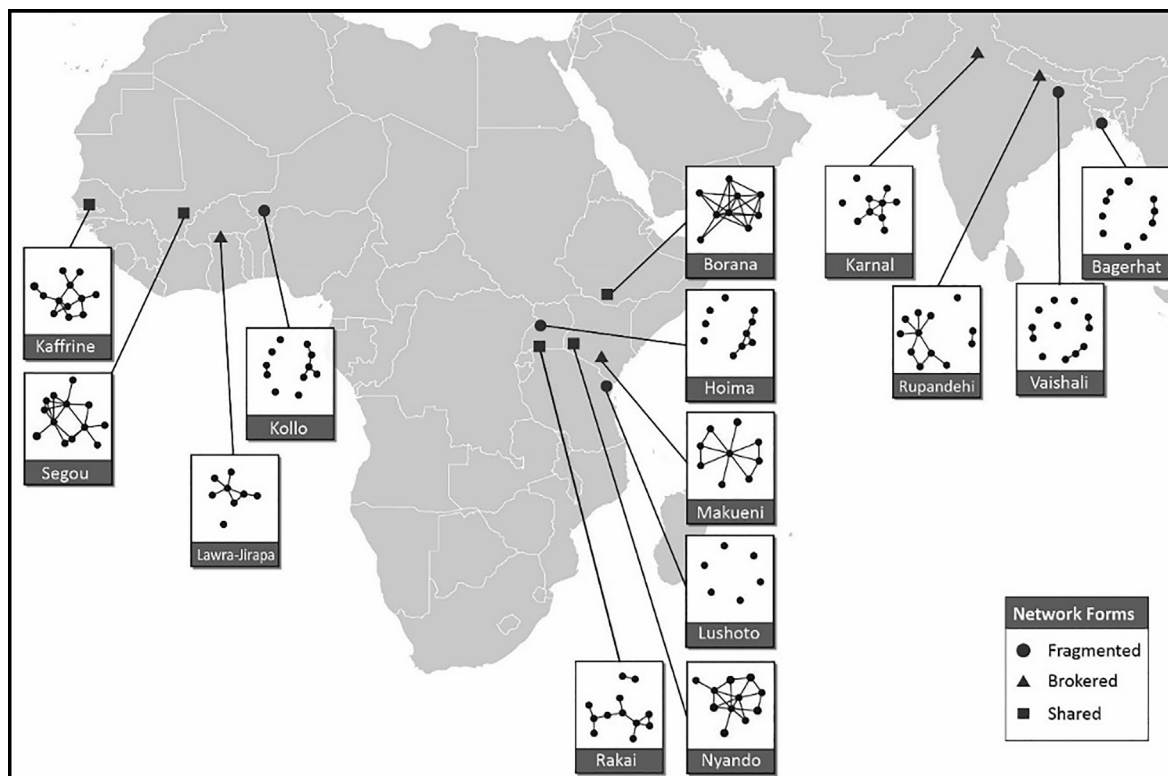 Borana
Karnal
Bagerhat
Kaffrine
Hoima
Rupandehi
Vaishali
Kollo
Segou
Makueni
Lawra-Jirapa
Lushoto
Network Forms
Fragmented
Brokered
Shared
Rakai
Nyando